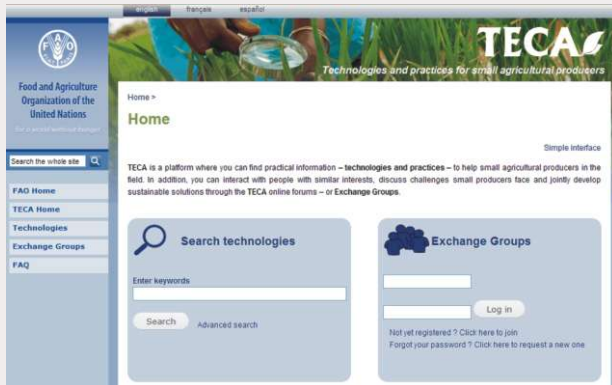 english français español
TECA
Technologies and practices for small agricultural producers
FAO
Food and Agriculture
Organization of the
United Nations
for a world without hunger
Search the whole site
FAO Home
TECA Home
Technologies
Exchange Groups
FAQ
Home >
Home
Simple interface
TECA is a platform where you can find practical information – technologies and practices – to help small agricultural producers in the
field. In addition, you can interact with people with similar interests, discuss challenges small producers face and jointly develop
sustainable solutions through the TECA online forums – or Exchange Groups.
Search technologies
Enter keywords
Search Advanced search
Exchange Groups
Log in
Not yet registered ? Click here to join
Forgot your password ? Click here to request a new one